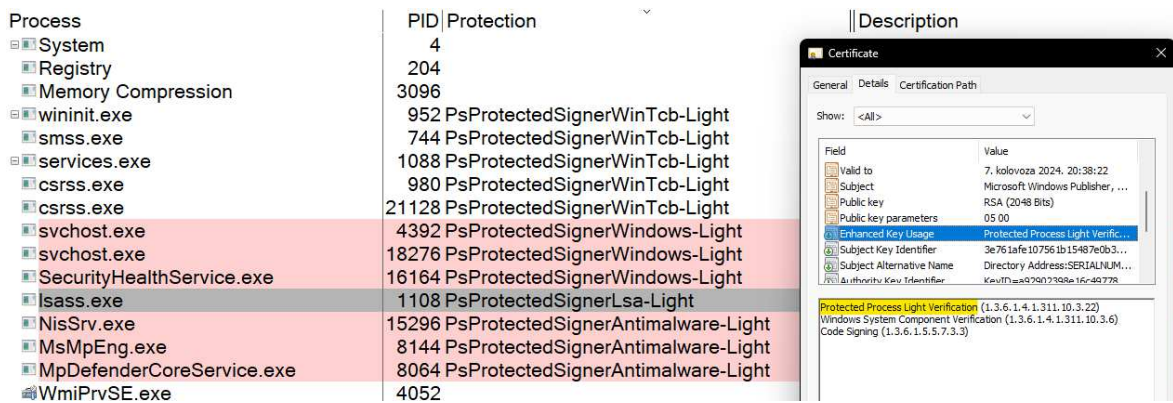 Process PID Protection Description
System 4
Registry 204
Memory Compression 3096
wininit.exe 952 PsProtectedSignerWinTcb-Light
smss.exe 744 PsProtectedSignerWinTcb-Light
services.exe 1088 PsProtectedSignerWinTcb-Light
csrss.exe 980 PsProtectedSignerWinTcb-Light
csrss.exe 21128 PsProtectedSignerWinTcb-Light
svchost.exe 4392 PsProtectedSignerWindows-Light
svchost.exe 18276 PsProtectedSignerWindows-Light
SecurityHealthService.exe 16164 PsProtectedSignerWindows-Light
lsass.exe 1108 PsProtectedSignerLsa-Light
NisSrv.exe 15296 PsProtectedSignerAntimalware-Light
MsMpEng.exe 8144 PsProtectedSignerAntimalware-Light
MpDefenderCoreService.exe 8064 PsProtectedSignerAntimalware-Light
WmiPrvSE.exe 4052
Certificate
General Details Certification Path
Show: <All>
Field Value
Valid to 7. kolovoza 2024. 20:38:22
Subject Microsoft Windows Publisher, ...
Public key RSA (2048 Bits)
Public key parameters 05 00
Enhanced Key Usage Protected Process Light Verific...
Subject Key Identifier 3e761afe107561b15487e0b3...
Subject Alternative Name Directory Address:SERIALNUM...
Authority Key Identifier KeyID=a92902398e16c49778
Protected Process Light Verification (1.3.6.1.4.1.311.10.3.22)
Windows System Component Verification (1.3.6.1.4.1.311.10.3.6)
Code Signing (1.3.6.1.5.5.7.3.3)